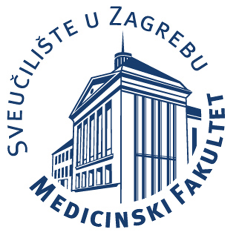 SVEUČILIŠTE U ZAGREBU
MEDICINSKI FAKULTET